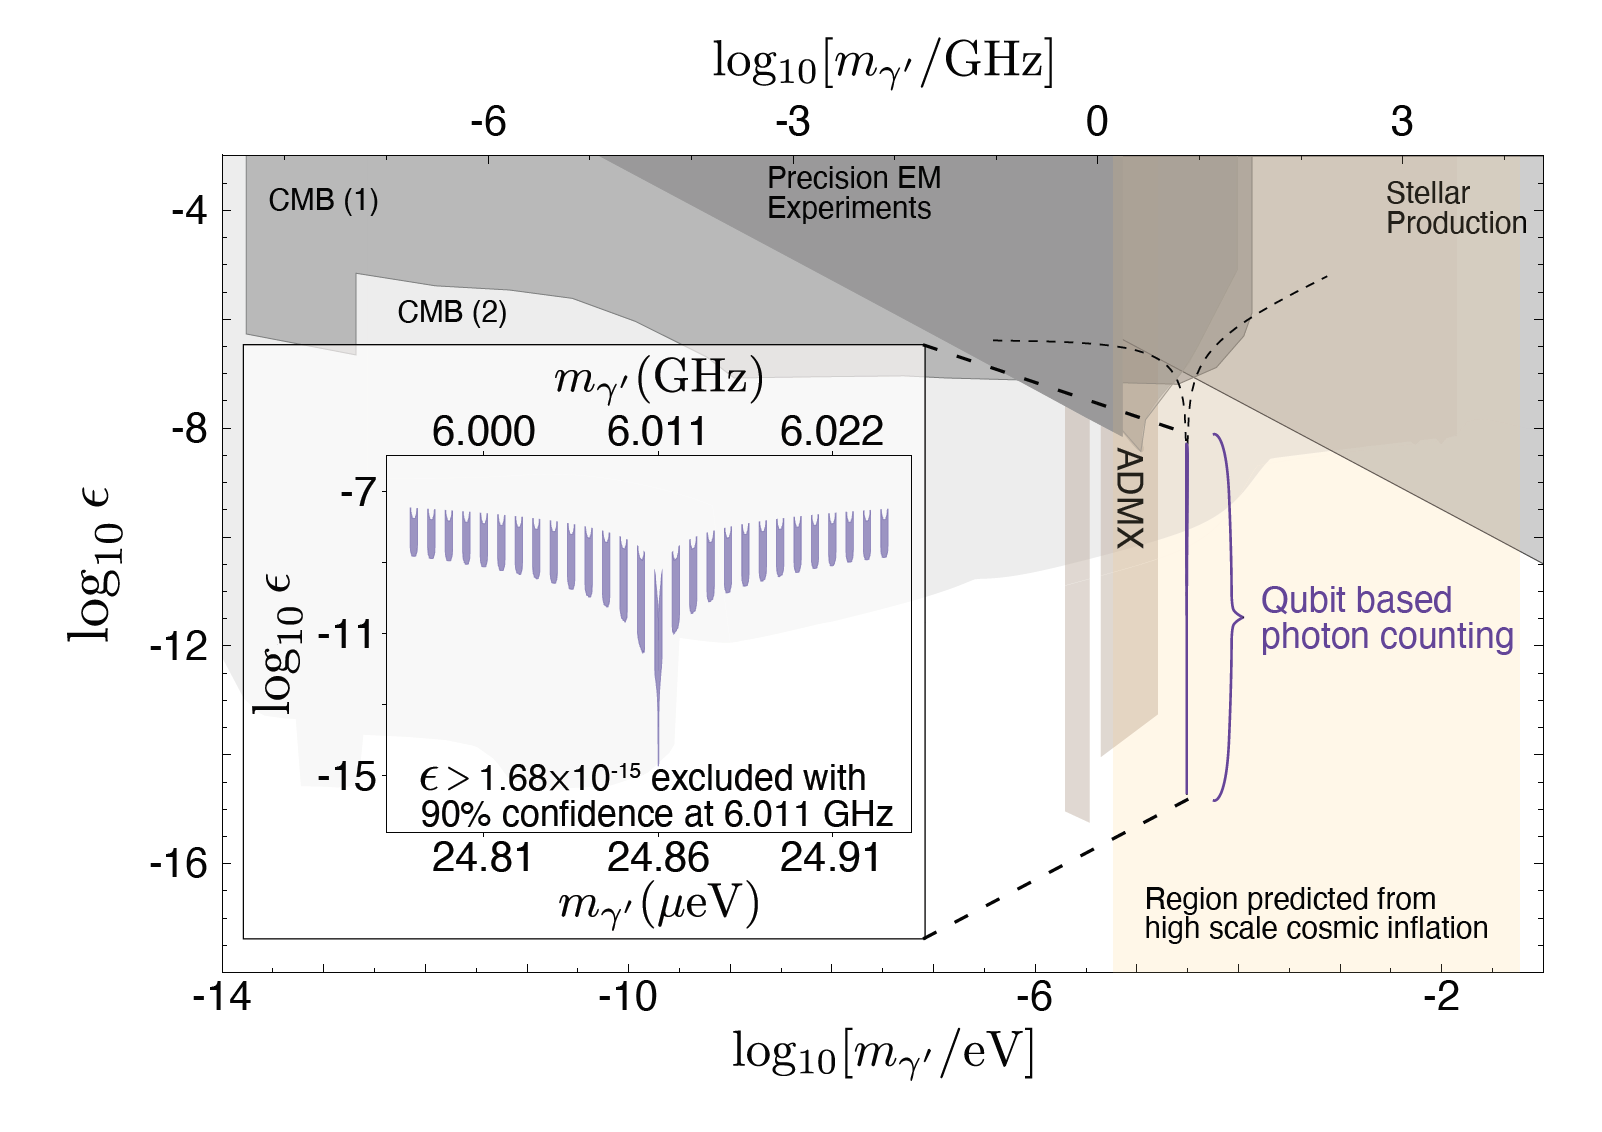 log₁₀[mγ′/GHz]
-6 -3 0 3
-4
-8
-12
-16
log₁₀ ϵ
CMB (1)
CMB (2)
Precision EM
Experiments
Stellar
Production
ADMX
Qubit based
photon counting
Region predicted from
high scale cosmic inflation
mγ′(GHz)
6.000 6.011 6.022
-7
-11
-15
log₁₀ ϵ
ϵ > 1.68×10⁻¹⁵ excluded with
90% confidence at 6.011 GHz
24.81 24.86 24.91
mγ′(μeV)
-14 -10 -6 -2
log₁₀[mγ′/eV]